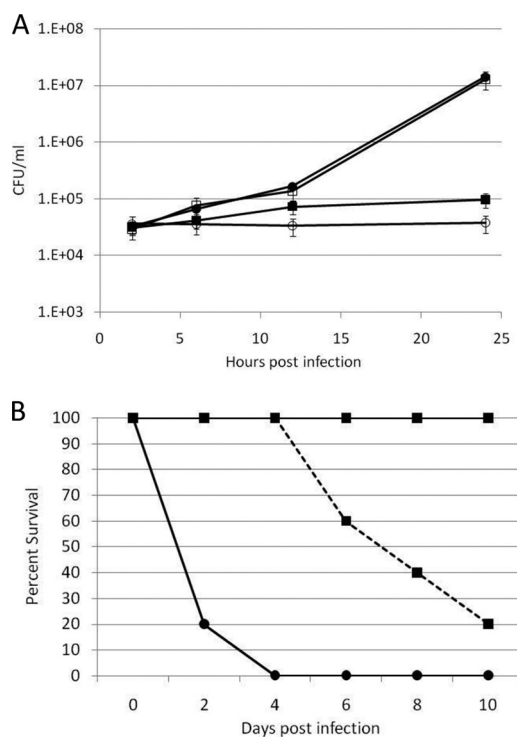 A
1.E+08
1.E+07
1.E+06
1.E+05
1.E+04
1.E+03
CFU/ml
0 5 10 15 20 25
Hours post infection
B
100
90
80
70
60
50
40
30
20
10
0
Percent Survival
0 2 4 6 8 10
Days post infection